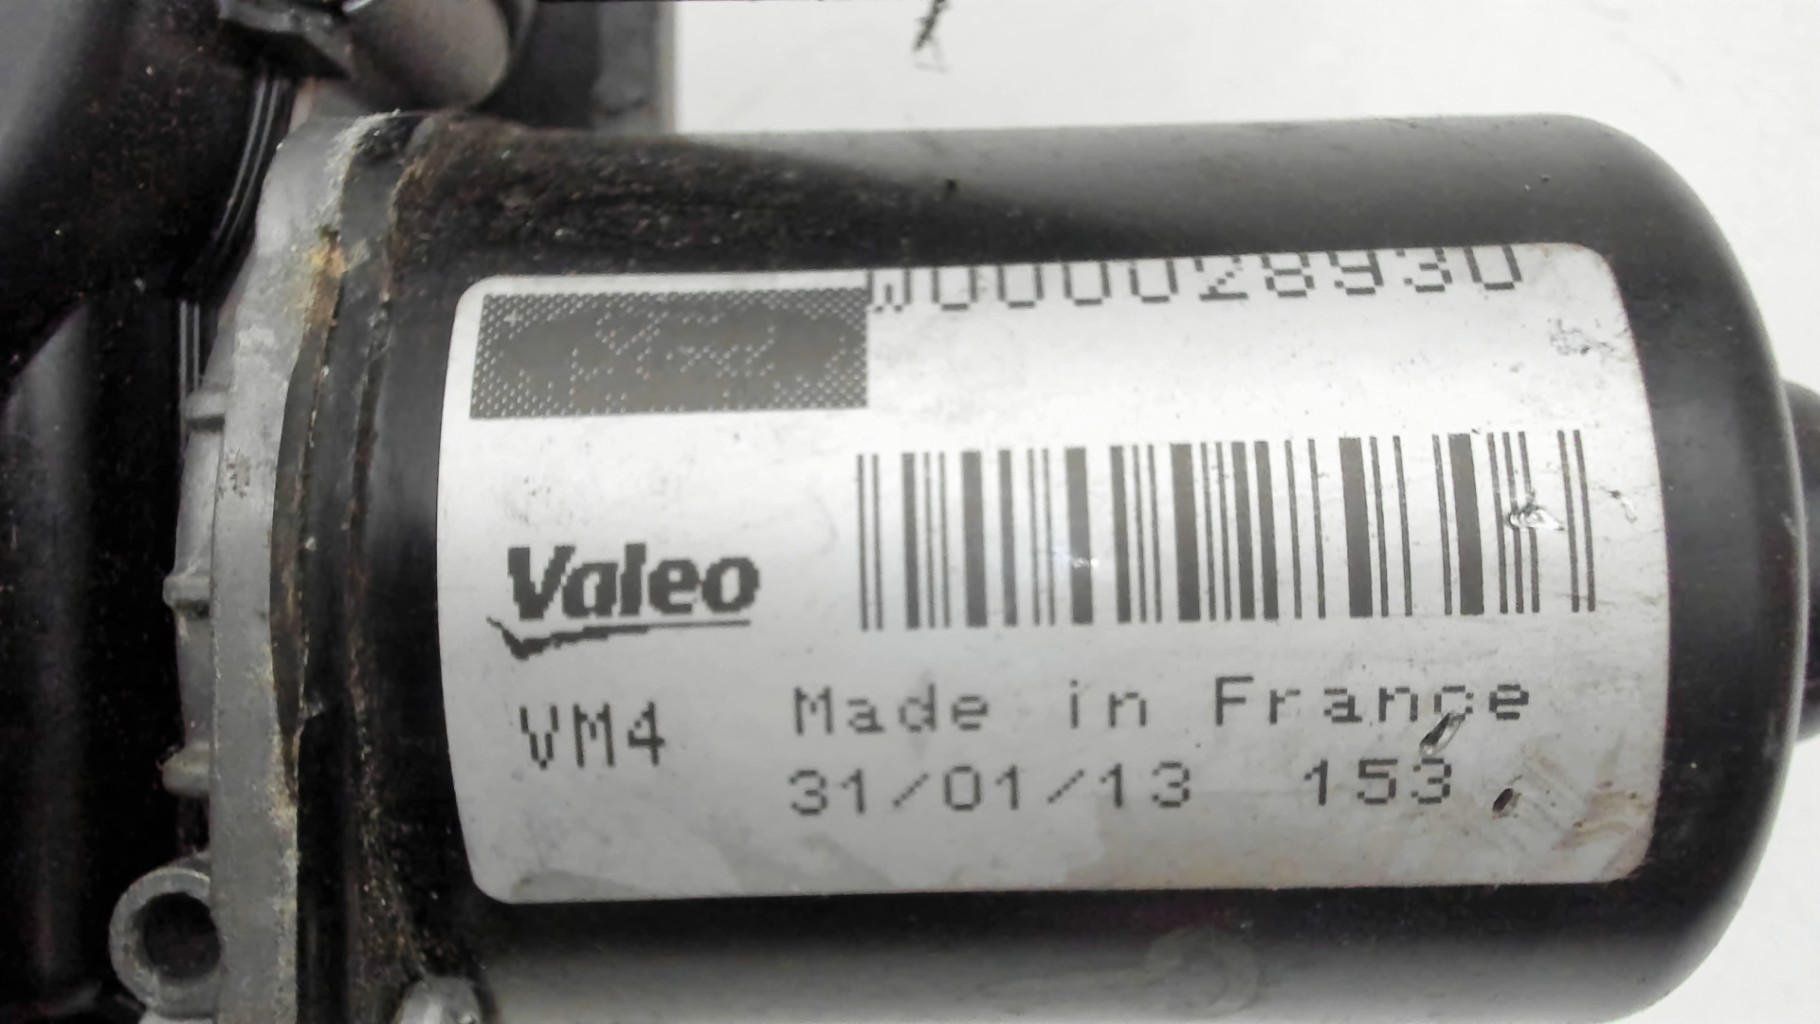 W000028930
Valeo
VM4
Made in France
31/01/13 153